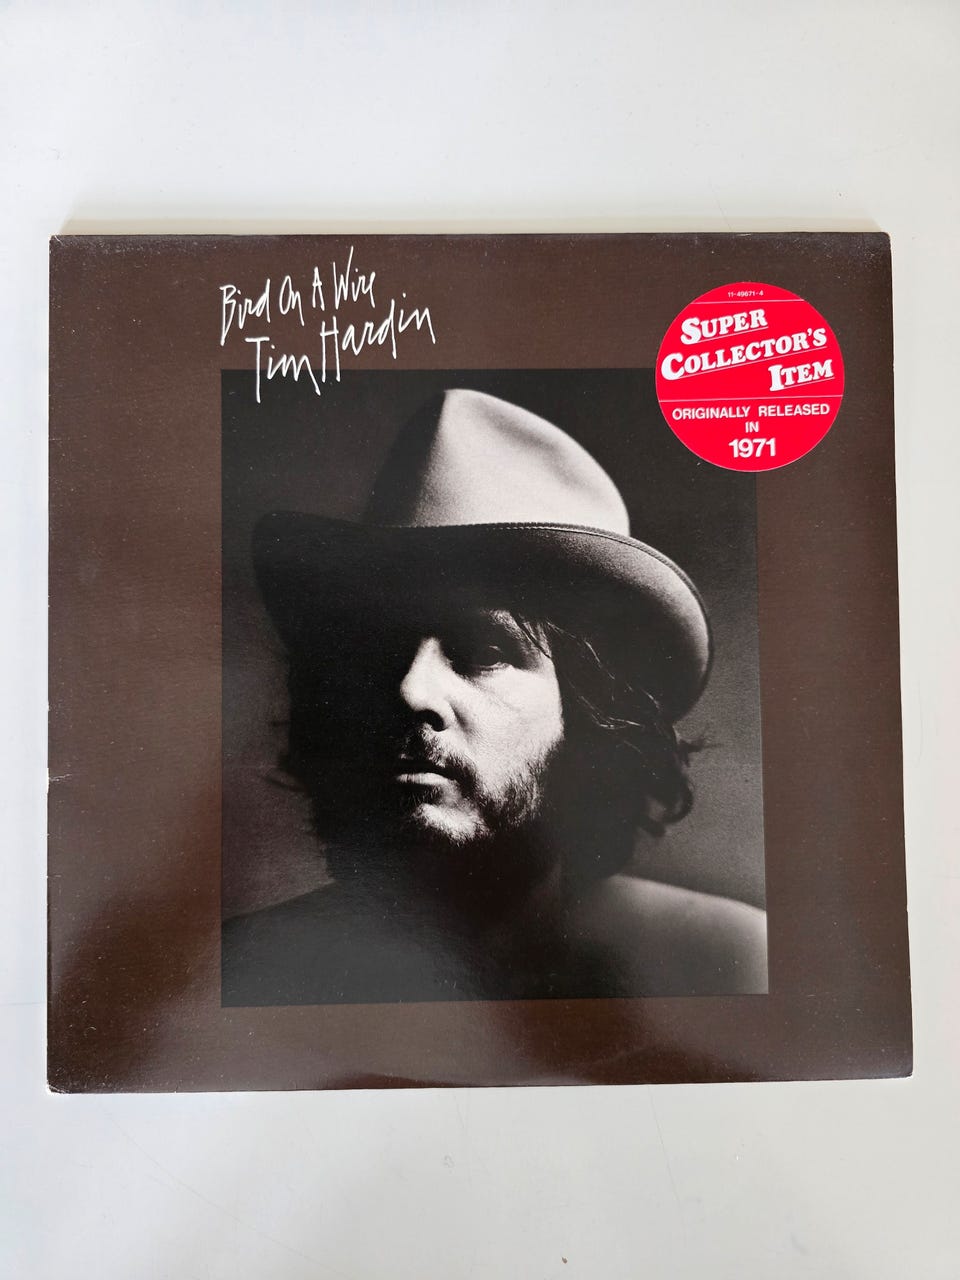 Bird On A Wire
Tim Hardin
11-49671-4
SUPER
COLLECTOR'S
ITEM
ORIGINALLY RELEASED
IN
1971